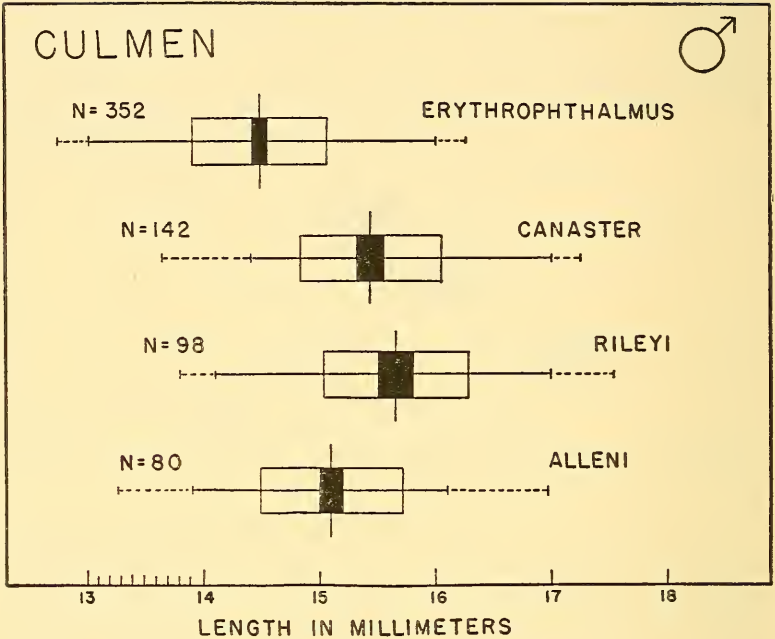 CULMEN
♂
N=352 ERYTHROPHTHALMUS
N=142 CANASTER
N=98 RILEYI
N=80 ALLENI
13 14 15 16 17 18
LENGTH IN MILLIMETERS